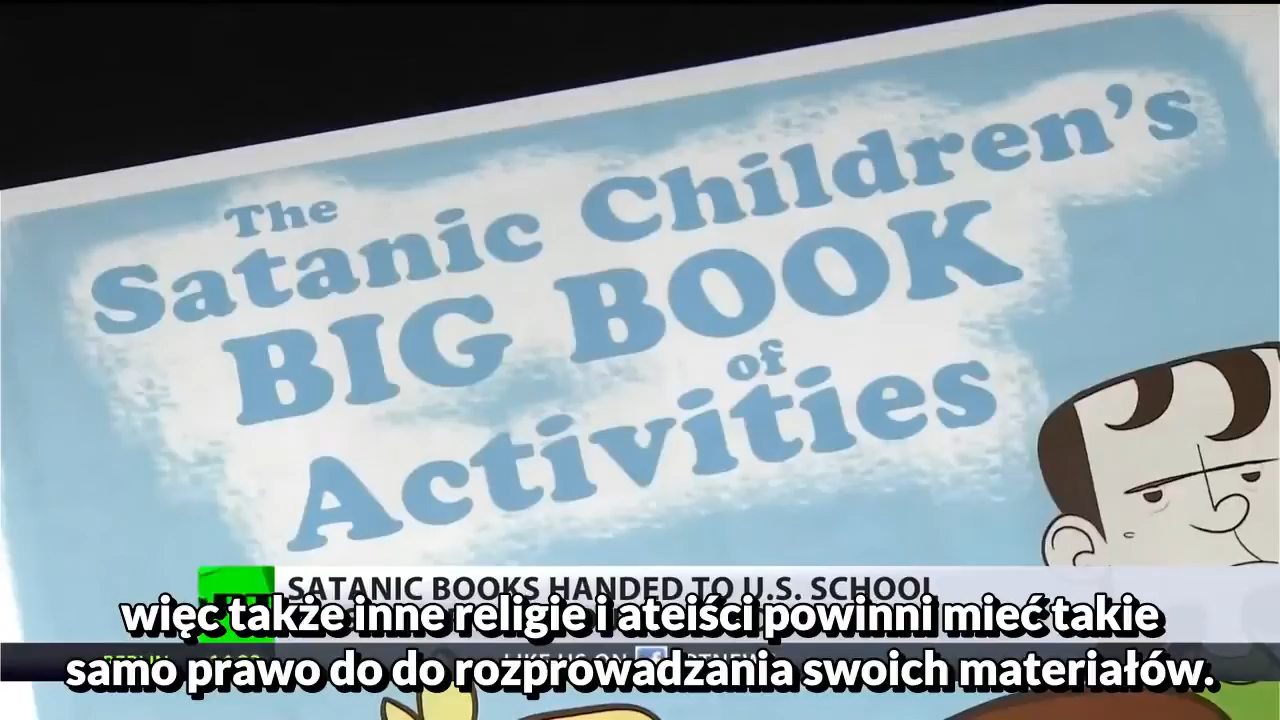 The
Satanic Children's
BIG BOOK
of
Activities
SATANIC BOOKS HANDED TO U.S. SCHOOL
więc także inne religie i ateiści powinni mieć takie
samo prawo do do rozprowadzania swoich materiałów.